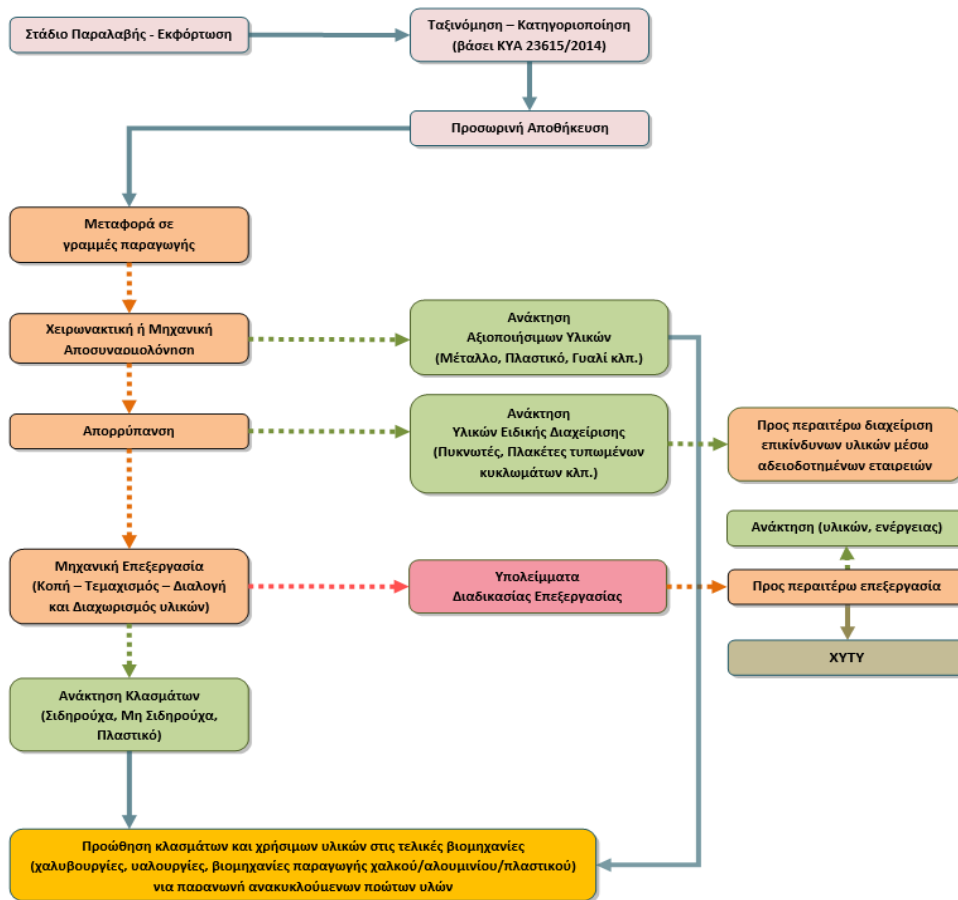 Στάδιο Παραλαβής - Εκφόρτωση
Ταξινόμηση – Κατηγοριοποίηση
(βάσει ΚΥΑ 23615/2014)
Προσωρινή Αποθήκευση
Μεταφορά σε
γραμμές παραγωγής
Χειρωνακτική ή Μηχανική
Αποσυναρμολόγηση
Ανάκτηση
Αξιοποιήσιμων Υλικών
(Μέταλλο, Πλαστικό, Γυαλί κλπ.)
Απορρύπανση
Ανάκτηση
Υλικών Ειδικής Διαχείρισης
(Πυκνωτές, Πλακέτες τυπωμένων
κυκλωμάτων κλπ.)
Προς περαιτέρω διαχείριση
επικίνδυνων υλικών μέσω
αδειοδοτημένων εταιρειών
Ανάκτηση (υλικών, ενέργειας)
Μηχανική Επεξεργασία
(Κοπή – Τεμαχισμός – Διαλογή
και Διαχωρισμός υλικών)
Υπολείμματα
Διαδικασίας Επεξεργασίας
Προς περαιτέρω επεξεργασία
ΧΥΤΥ
Ανάκτηση Κλασμάτων
(Σιδηρούχα, Μη Σιδηρούχα,
Πλαστικό)
Προώθηση κλασμάτων και χρήσιμων υλικών στις τελικές βιομηχανίες
(χαλυβουργίες, υαλουργίες, βιομηχανίες παραγωγής χαλκού/αλουμινίου/πλαστικού)
για παραγωγή ανακυκλούμενων πρώτων υλών